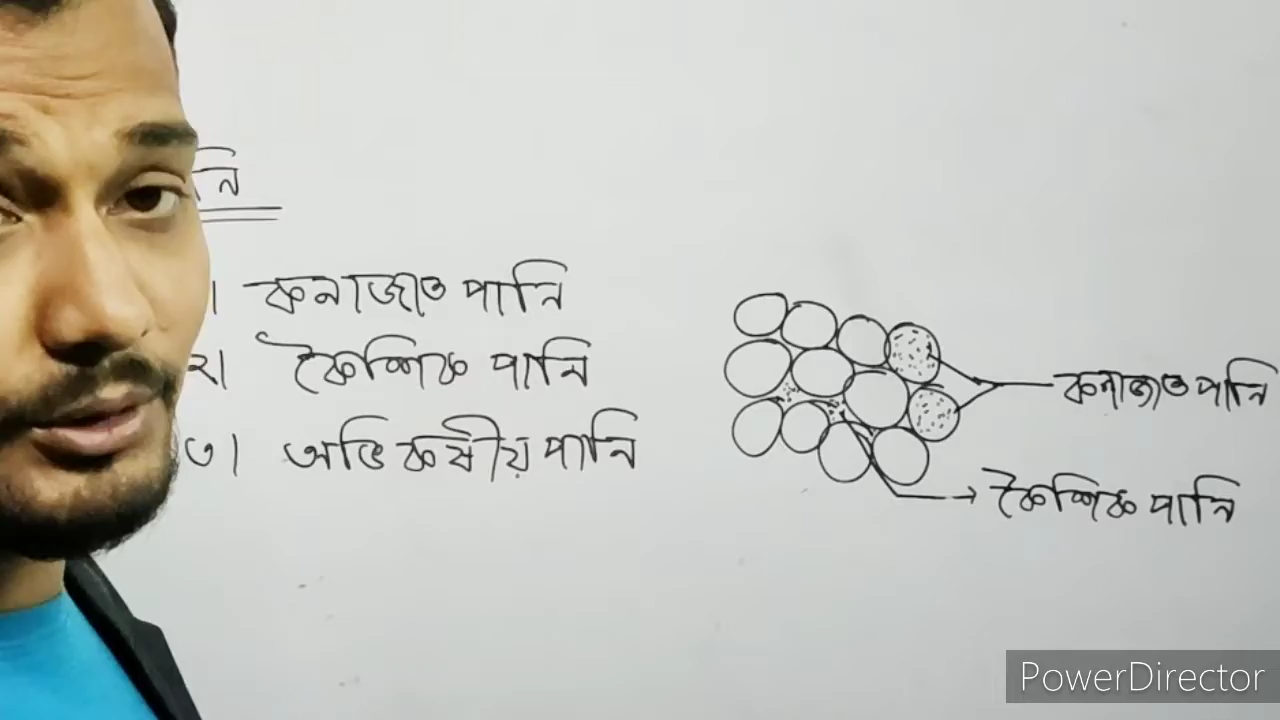 ১। কনাজাত পানি
২। কৈশিক পানি
৩। অভিকর্ষীয় পানি
কনাজাত পানি
কৈশিক পানি
PowerDirector